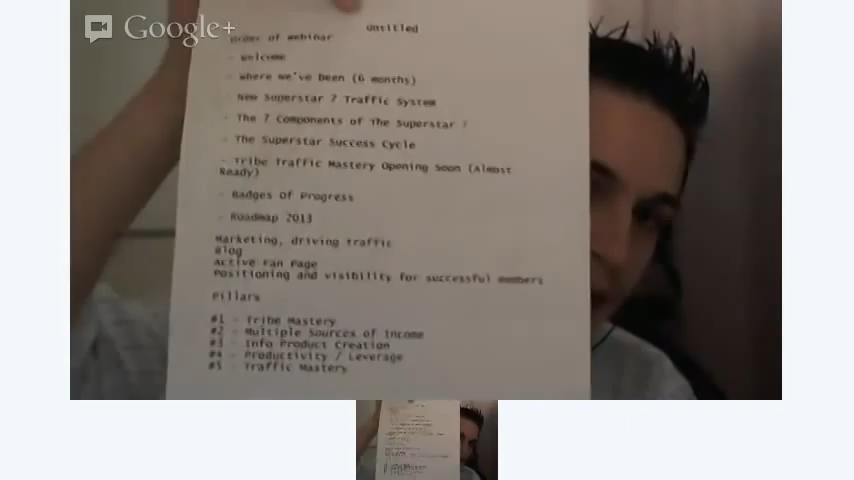 Google+
Untitled
Order of webinar
- Welcome
- Where we've Been (6 months)
- New Superstar 7 Traffic System
- The 7 Components of The Superstar 7
- The Superstar Success Cycle
- Tribe Traffic Mastery Opening Soon (Almost
Ready)
- Badges Of Progress
- Roadmap 2013
Marketing, driving traffic
Blog
Active Fan Page
Positioning and visibility for successful members
Pillars
#1 - Tribe Mastery
#2 - Multiple Sources of Income
#3 - Info Product Creation
#4 - Productivity / Leverage
#5 - Traffic Mastery